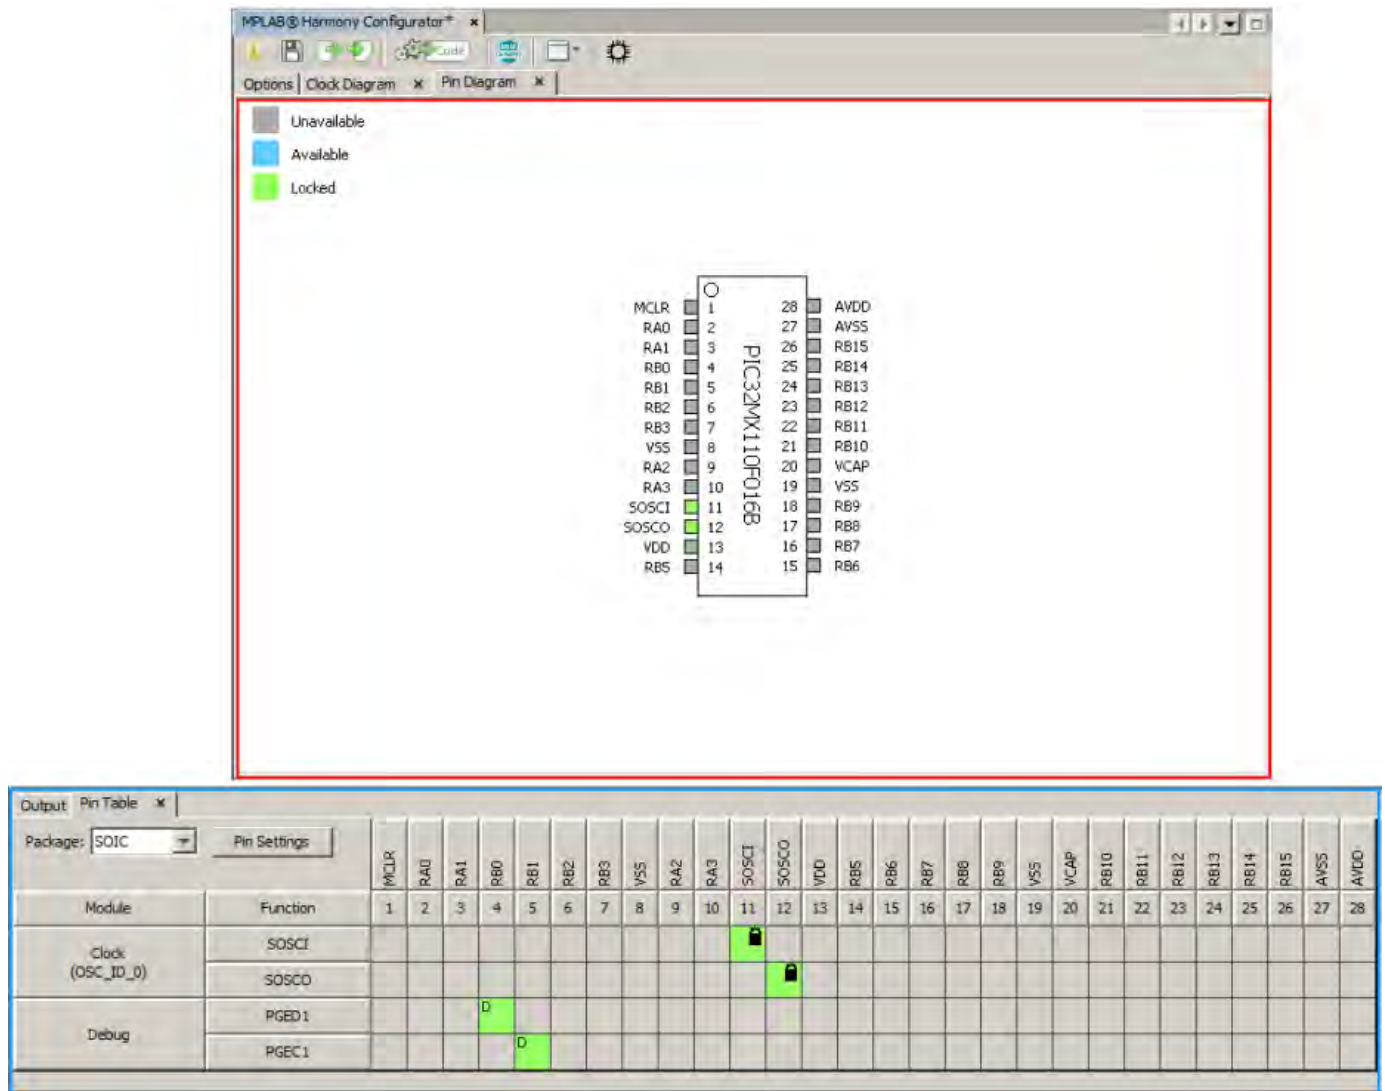 MPLAB® Harmony Configurator*
Code
Options Clock Diagram Pin Diagram
Unavailable
Available
Locked
MCLR 1 28 AVDD
RA0 2 27 AVSS
RA1 3 26 RB15
RB0 4 25 RB14
RB1 5 24 RB13
RB2 6 23 RB12
RB3 7 22 RB11
VSS 8 21 RB10
RA2 9 20 VCAP
RA3 10 19 VSS
SOSCI 11 18 RB9
SOSCO 12 17 RB8
VDD 13 16 RB7
RB5 14 15 RB6
PIC32MX110F016B
Output Pin Table
Package: SOIC Pin Settings
MCLR RA0 RA1 RB0 RB1 RB2 RB3 VSS RA2 RA3 SOSCI SOSCO VDD RB5 RB6 RB7 RB8 RB9 VSS VCAP RB10 RB11 RB12 RB13 RB14 RB15 AVSS AVDD
Module Function 1 2 3 4 5 6 7 8 9 10 11 12 13 14 15 16 17 18 19 20 21 22 23 24 25 26 27 28
Clock
(OSC_ID_0)
SOSCI
SOSCO
Debug
PGED1 D
PGEC1 D